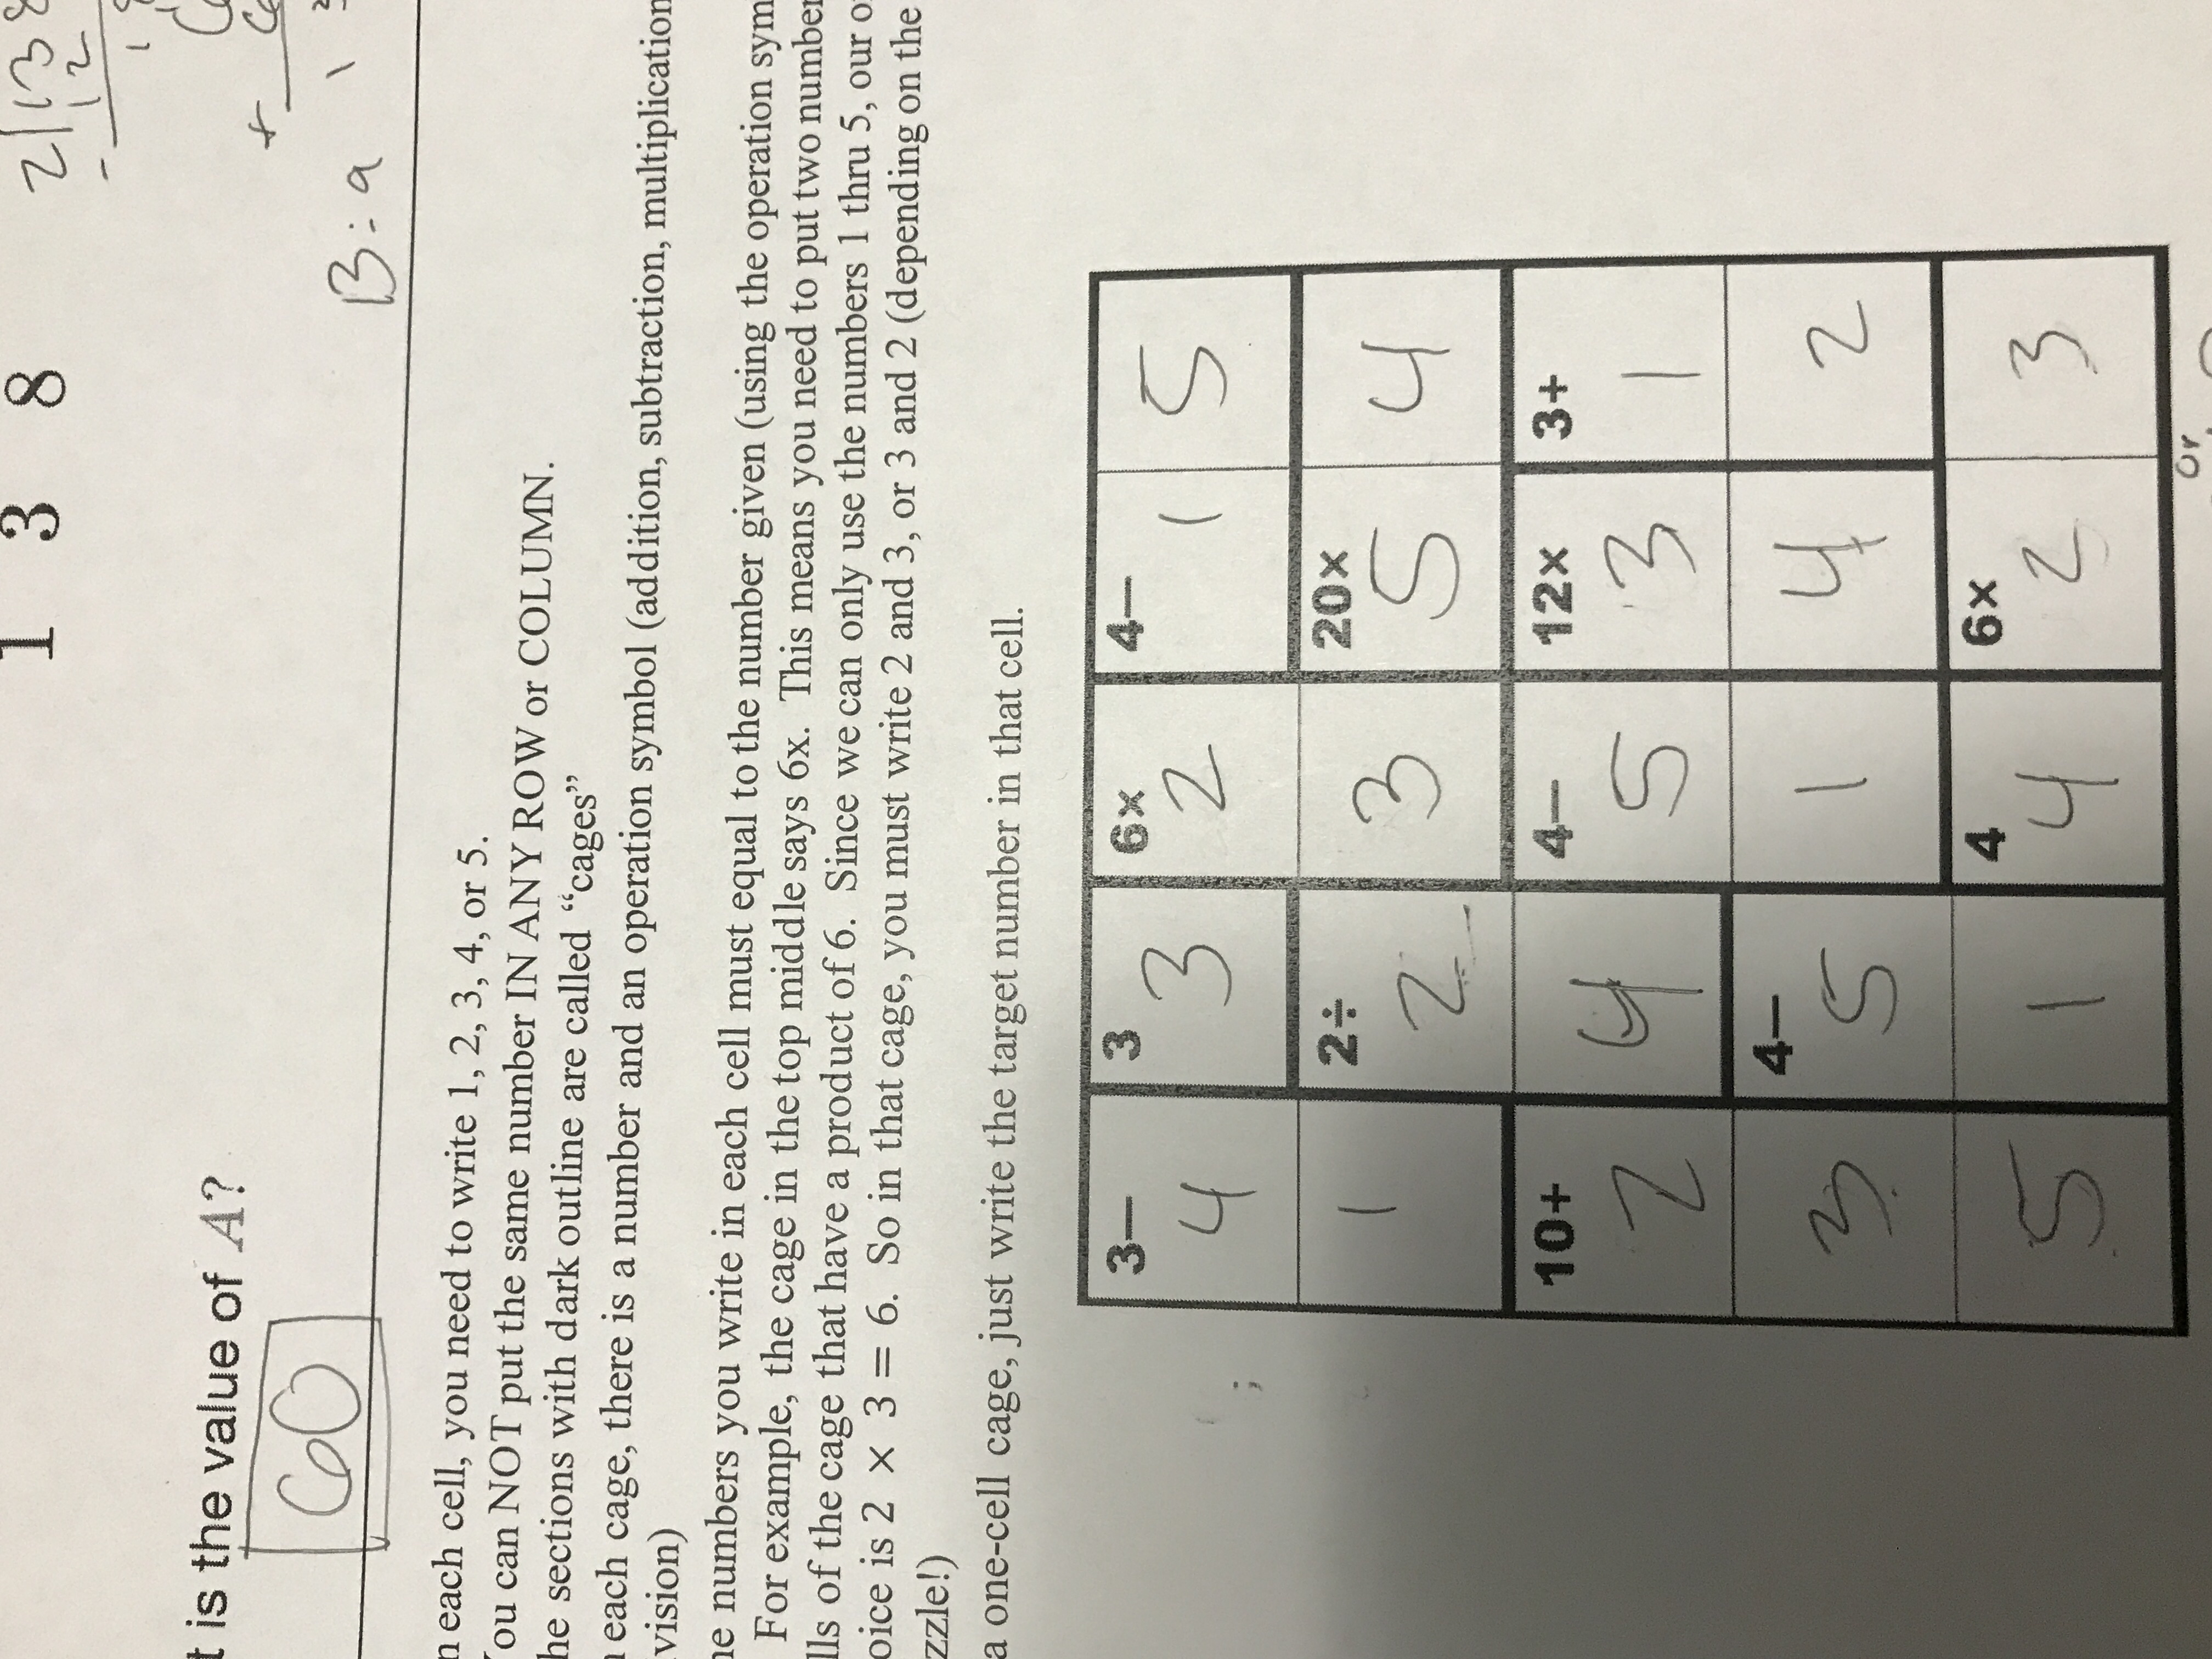 1 3 8
2 138
12
-
1
+
t is the value of A?
60
B = 9
1
n each cell, you need to write 1, 2, 3, 4, or 5.
You can NOT put the same number IN ANY ROW or COLUMN.
he sections with dark outline are called “cages”
n each cage, there is a number and an operation symbol (addition, subtraction, multiplication
vision)
he numbers you write in each cell must equal to the number given (using the operation sym
For example, the cage in the top middle says 6x. This means you need to put two number
lls of the cage that have a product of 6. Since we can only use the numbers 1 thru 5, our o
oice is 2 × 3 = 6. So in that cage, you must write 2 and 3, or 3 and 2 (depending on the
zzle!)
a one-cell cage, just write the target number in that cell.
3− 3 6× 4−
4 3 2 1 5
2÷ 20×
1 2 3 5 4
10+ 4− 12× 3+
2 4 5 3 1
4−
3 5 1 4 2
4 6×
5 1 4 2 3
or